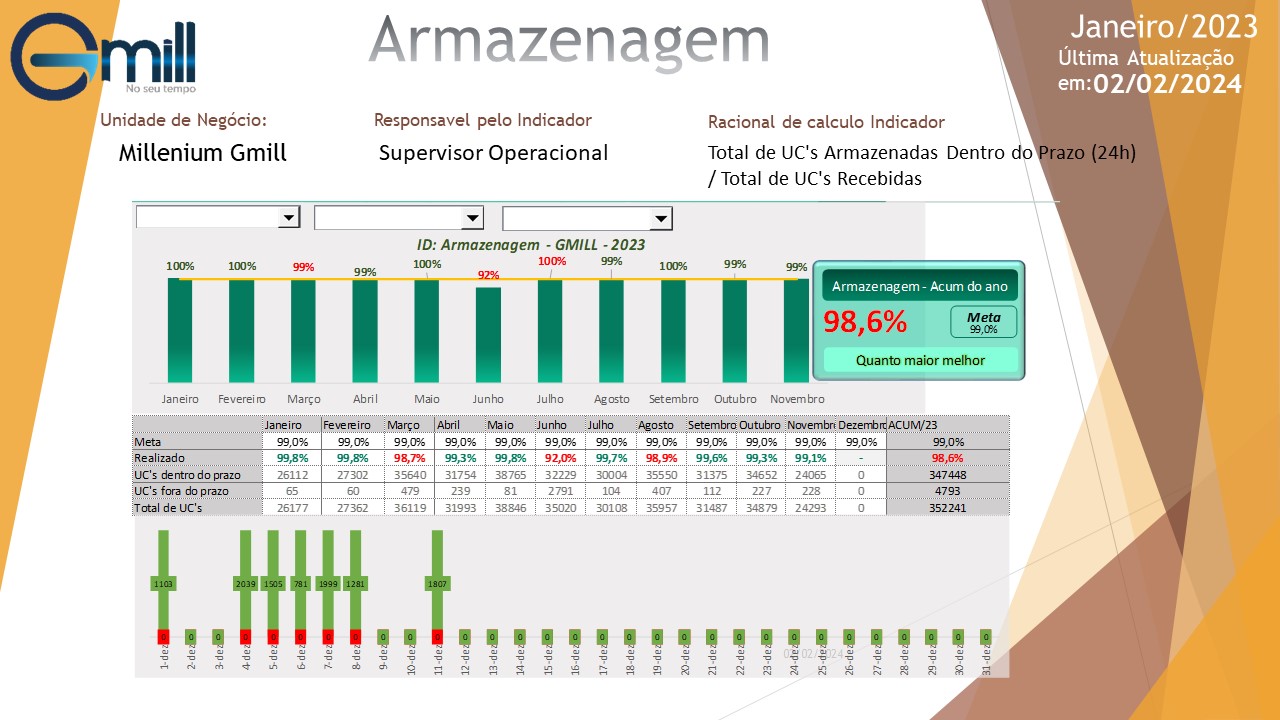 Gmill
No seu tempo
Armazenagem
Janeiro/2023
Última Atualização
em:02/02/2024
Unidade de Negócio:
Millenium Gmill
Responsavel pelo Indicador
Supervisor Operacional
Racional de calculo Indicador
Total de UC's Armazenadas Dentro do Prazo (24h)
/ Total de UC's Recebidas
ID: Armazenagem - GMILL - 2023
100% 100% 99% 99% 100% 92% 100% 99% 100% 99% 99%
Janeiro Fevereiro Março Abril Maio Junho Julho Agosto Setembro Outubro Novembro
Armazenagem - Acum do ano
98,6%
Meta
99,0%
Quanto maior melhor
Janeiro Fevereiro Março Abril Maio Junho Julho Agosto Setembro Outubro Novembro Dezembro ACUM/23
Meta 99,0% 99,0% 99,0% 99,0% 99,0% 99,0% 99,0% 99,0% 99,0% 99,0% 99,0% 99,0% 99,0%
Realizado 99,8% 99,8% 98,7% 99,3% 99,8% 92,0% 99,7% 98,9% 99,6% 99,3% 99,1% - 98,6%
UC's dentro do prazo 26112 27302 35640 31754 38765 32229 30004 35550 31375 34652 24065 0 347448
UC's fora do prazo 65 60 479 239 81 2791 104 407 112 227 228 0 4793
Total de UC's 26177 27362 36119 31993 38846 35020 30108 35957 31487 34879 24293 0 352241
1103 2039 1505 781 1999 1281 1807
0 0 0 0 0 0 0 0 0 0 0 0 0 0 0 0 0 0 0 0 0 0 0 0 0 0 0 0 0 0 0
1-dez 2-dez 3-dez 4-dez 5-dez 6-dez 7-dez 8-dez 9-dez 10-dez 11-dez 12-dez 13-dez 14-dez 15-dez 16-dez 17-dez 18-dez 19-dez 20-dez 21-dez 22-dez 23-dez 24-dez 25-dez 26-dez 27-dez 28-dez 29-dez 30-dez 31-dez
02/02/2024